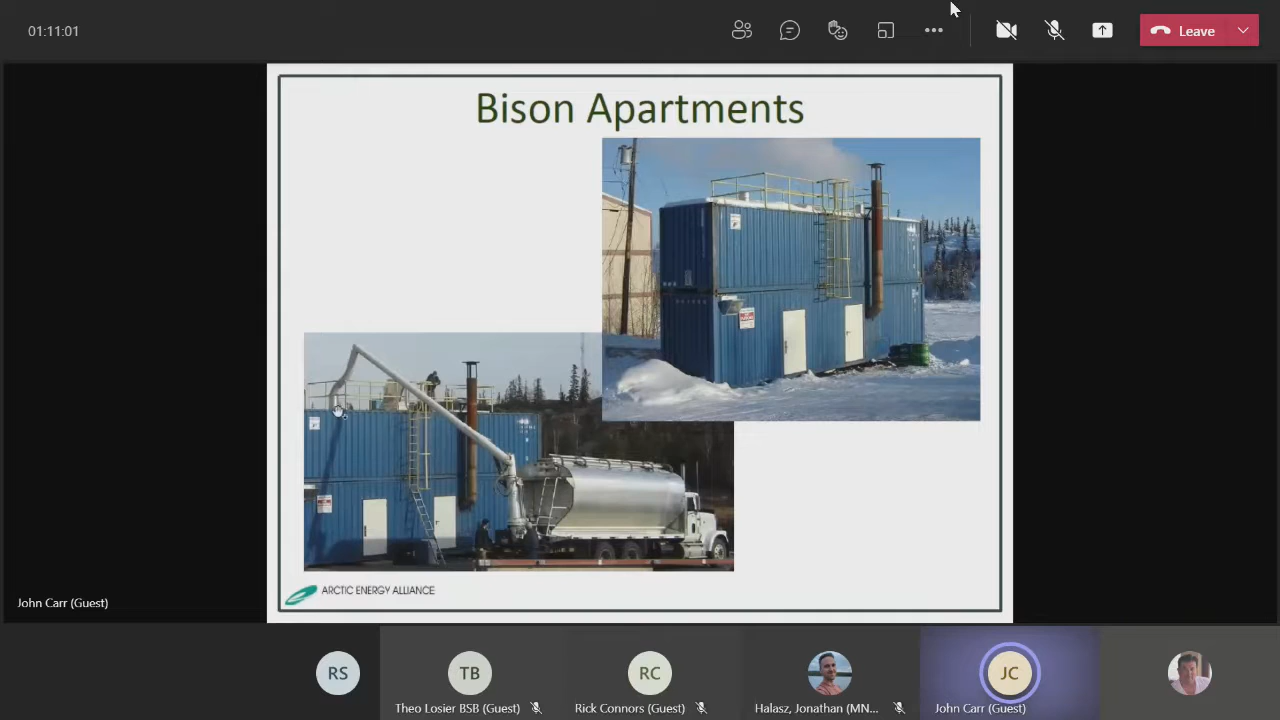 01:11:01
Leave
Bison Apartments
ARCTIC ENERGY ALLIANCE
John Carr (Guest)
RS
TB
RC
JC
Theo Losier BSB (Guest)
Rick Connors (Guest)
Halasz, Jonathan (MN...
John Carr (Guest)